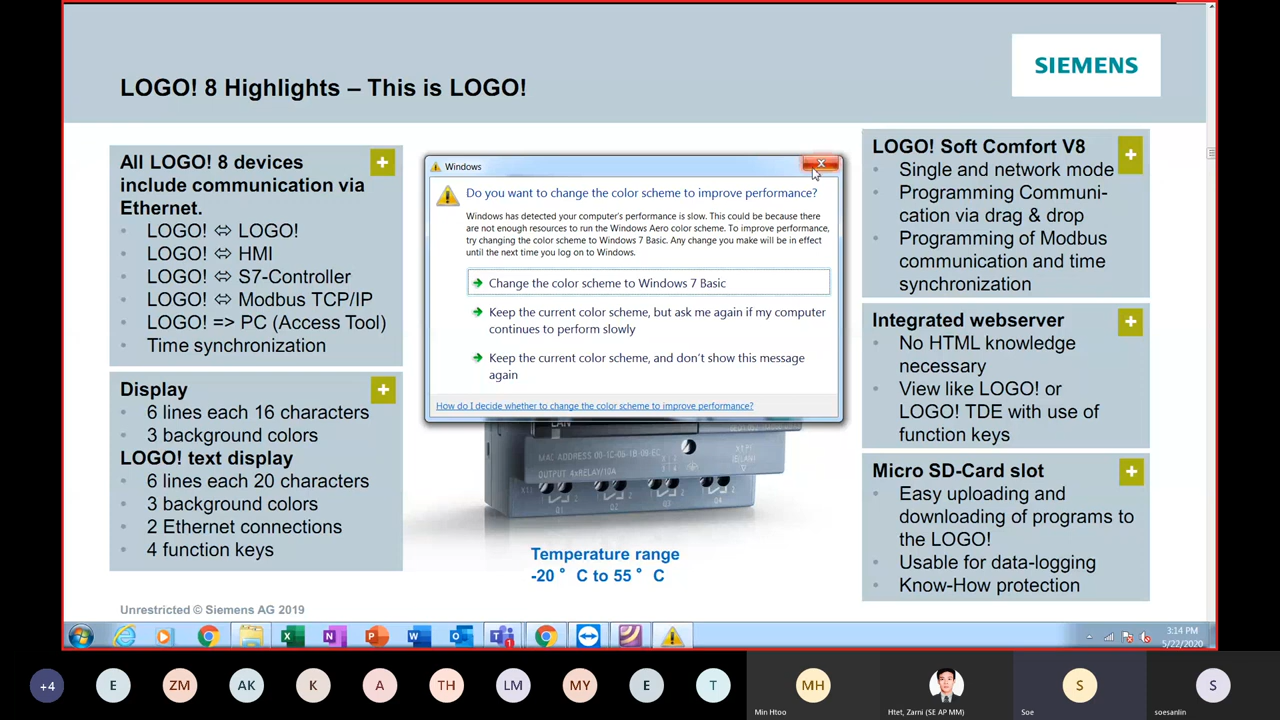 LOGO! 8 Highlights – This is LOGO!
SIEMENS
All LOGO! 8 devices
include communication via
Ethernet.
• LOGO! ⇔ LOGO!
• LOGO! ⇔ HMI
• LOGO! ⇔ S7-Controller
• LOGO! ⇔ Modbus TCP/IP
• LOGO! => PC (Access Tool)
• Time synchronization
Display
• 6 lines each 16 characters
• 3 background colors
LOGO! text display
• 6 lines each 20 characters
• 3 background colors
• 2 Ethernet connections
• 4 function keys
Windows
Do you want to change the color scheme to improve performance?
Windows has detected your computer's performance is slow. This could be because there
are not enough resources to run the Windows Aero color scheme. To improve performance,
try changing the color scheme to Windows 7 Basic. Any change you make will be in effect
until the next time you log on to Windows.
Change the color scheme to Windows 7 Basic
Keep the current color scheme, but ask me again if my computer
continues to perform slowly
Keep the current color scheme, and don't show this message
again
How do I decide whether to change the color scheme to improve performance?
LAN
MAC ADDRESS 00-1C-06-1B-09-EC
OUTPUT 4xRELAY/10A
X1
Temperature range
-20 ° C to 55 ° C
LOGO! Soft Comfort V8
• Single and network mode
• Programming Communi-
cation via drag & drop
• Programming of Modbus
communication and time
synchronization
Integrated webserver
• No HTML knowledge
necessary
• View like LOGO! or
LOGO! TDE with use of
function keys
Micro SD-Card slot
• Easy uploading and
downloading of programs to
the LOGO!
• Usable for data-logging
• Know-How protection
Unrestricted © Siemens AG 2019
3:14 PM
5/22/2020
+4
E
ZM
AK
K
A
TH
LM
MY
E
T
MH
Min Htoo
Htet, Zarni (SE AP MM)
S
Soe
S
soesanlin